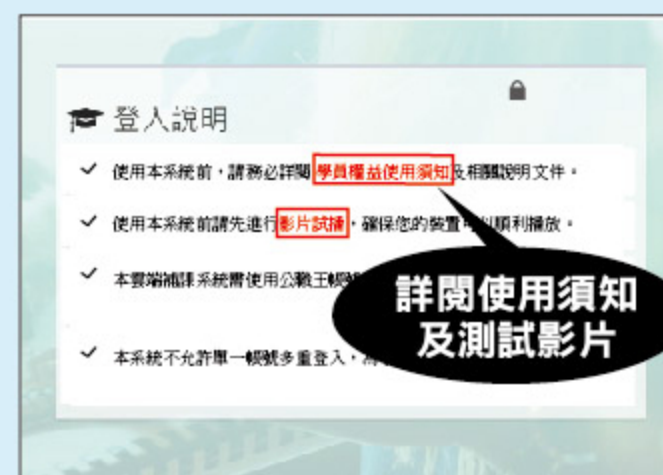 登入說明
使用本系統前，請務必詳閱 學員權益使用須知及相關說明文件。
使用本系統前請先進行影片試播，確保您的裝置可以順利播放。
本雲端補課系統需使用公職王帳號
本系統不允許單一帳號多重登入，
詳閱使用須知
及測試影片